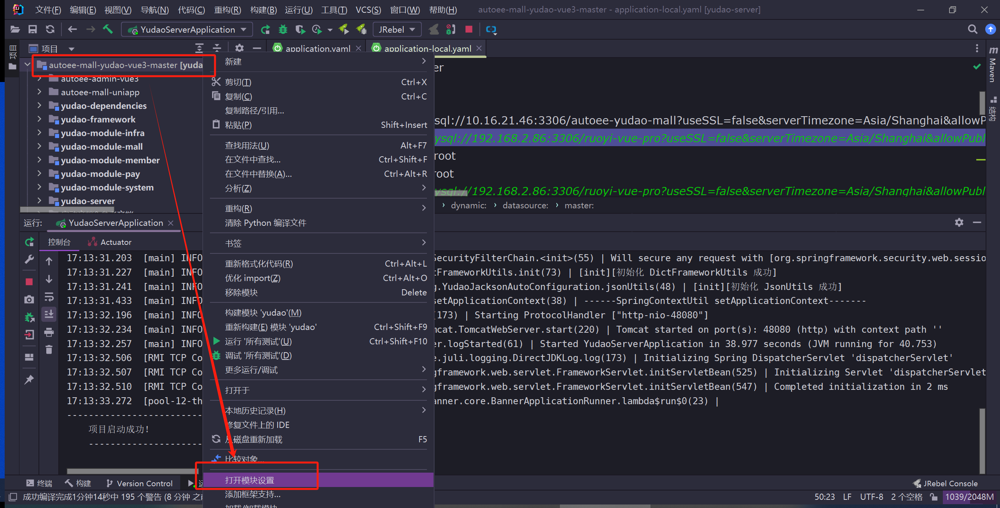 文件(F) 编辑(E) 视图(V) 导航(N) 代码(C) 重构(R) 构建(B) 运行(U) 工具(T) VCS(S) 窗口(W) 帮助(H) autoee-mall-yudao-vue3-master - application-local.yaml [yudao-server]
YudaoServerApplication JRebel
项目
项目 application.yaml application-local.yaml
Maven
结构
autoee-mall-yudao-vue3-master [yuda
autoee-admin-vue3
autoee-mall-uniapp
yudao-dependencies
yudao-framework
yudao-module-infra
yudao-module-mall
yudao-module-member
yudao-module-pay
yudao-module-system
yudao-server
新建
剪切(T) Ctrl+X
复制(C) Ctrl+C
复制路径/引用...
粘贴(P) Shift+Insert
查找用法(U) Alt+F7
在文件中查找... Ctrl+Shift+F
在文件中替换(A)... Ctrl+Alt+R
分析(Z)
重构(R)
清除 Python 编译文件
书签
重新格式化代码(R) Ctrl+Alt+L
优化 import(Z) Ctrl+Alt+O
移除模块 Delete
构建模块 'yudao'(M)
重新构建(E) 模块 'yudao' Ctrl+Shift+F9
运行 '所有测试'(U) Ctrl+Shift+F10
调试 '所有测试'(D)
更多运行/调试
打开于
本地历史记录(H)
修复文件上的 IDE
从磁盘重新加载 F5
比较对象...
打开模块设置
添加框架支持...
加载/卸载模块
er
sql://10.16.21.46:3306/autoee-yudao-mall?useSSL=false&serverTimezone=Asia/Shanghai&allowP
ysql://192.168.2.86:3306/ruoyi-vue-pro?useSSL=false&serverTimezone=Asia/Shanghai&allowPubl
root
root
ysql://192.168.2.86:3306/ruoyi-vue-pro?useSSL=false&serverTimezone=Asia/Shanghai&allowPubl
dynamic: › datasource: › master:
运行: YudaoServerApplication
控制台 Actuator
17:13:31.203 [main] INFO SecurityFilterChain.<init>(55) | Will secure any request with [org.springframework.security.web.sessio
17:13:31.227 [main] INFO tFrameworkUtils.init(73) | [init][初始化 DictFrameworkUtils 成功]
17:13:31.241 [main] INFO g.YudaoJacksonAutoConfiguration.jsonUtils(48) | [init][初始化 JsonUtils 成功]
17:13:31.433 [main] INFO setApplicationContext(38) | ------SpringContextUtil setApplicationContext-------
17:13:32.196 [main] INFO (173) | Starting ProtocolHandler ["http-nio-48080"]
17:13:32.234 [main] INFO mcat.TomcatWebServer.start(220) | Tomcat started on port(s): 48080 (http) with context path ''
17:13:32.257 [main] INFO er.logStarted(61) | Started YudaoServerApplication in 38.977 seconds (JVM running for 40.753)
17:13:32.506 [RMI TCP Co e.juli.logging.DirectJDKLog.log(173) | Initializing Spring DispatcherServlet 'dispatcherServlet'
17:13:32.507 [RMI TCP Co gframework.web.servlet.FrameworkServlet.initServletBean(525) | Initializing Servlet 'dispatcherServlet
17:13:32.510 [RMI TCP Co gframework.web.servlet.FrameworkServlet.initServletBean(547) | Completed initialization in 2 ms
17:13:33.272 [pool-12-th anner.core.BannerApplicationRunner.lambda$run$0(23) |
-------------------------
项目启动成功！
---------------------
终端 构建 Version Control JRebel Console
成功编译完成1分钟14秒中 195 个警告 (8 分钟 之 50:23 LF UTF-8 2 个空格 1039/2048M